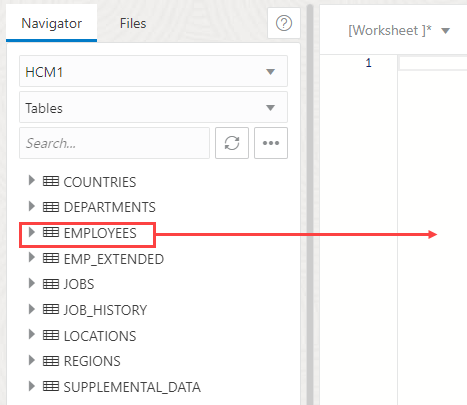 Navigator Files ?
[Worksheet ]*
HCM1
1
Tables
Search...
COUNTRIES
DEPARTMENTS
EMPLOYEES
EMP_EXTENDED
JOBS
JOB_HISTORY
LOCATIONS
REGIONS
SUPPLEMENTAL_DATA